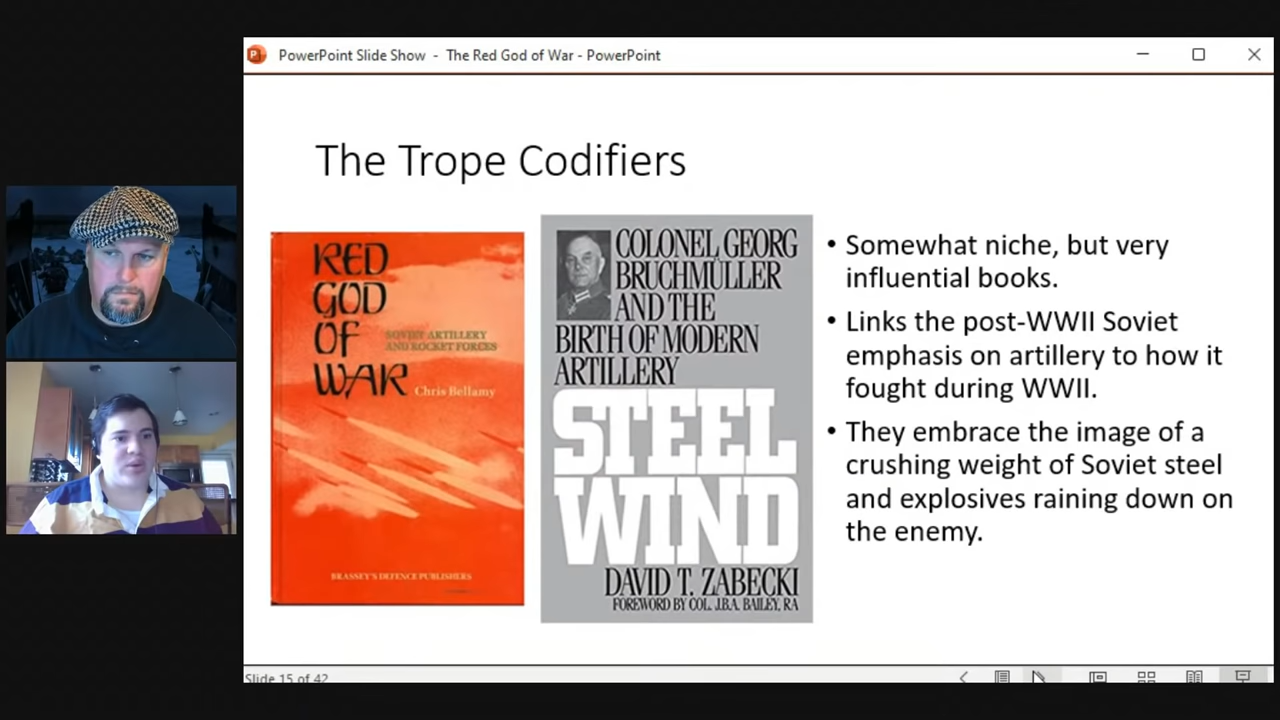 PowerPoint Slide Show - The Red God of War - PowerPoint
The Trope Codifiers
RED
GOD
OF
WAR
SOVIET ARTILLERY
AND ROCKET FORCES
Chris Bellamy
BRASSEY'S DEFENCE PUBLISHERS
COLONEL GEORG
BRUCHMÜLLER
AND THE
BIRTH OF MODERN
ARTILLERY
STEEL
WIND
DAVID T. ZABECKI
FOREWORD BY COL. J.B.A. BAILEY, RA
• Somewhat niche, but very
influential books.
• Links the post-WWII Soviet
emphasis on artillery to how it
fought during WWII.
• They embrace the image of a
crushing weight of Soviet steel
and explosives raining down on
the enemy.
Slide 15 of 42